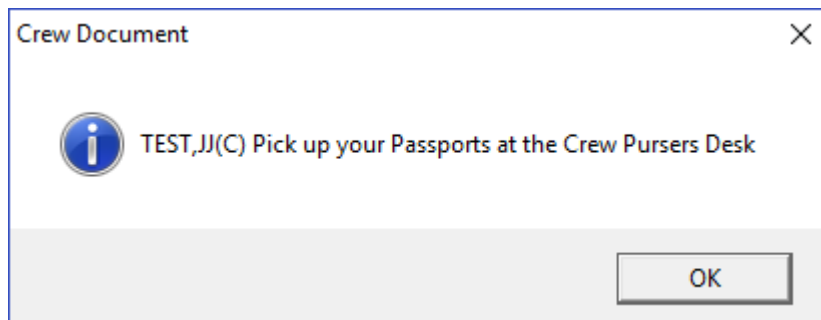 Crew Document
TEST,JJ(C) Pick up your Passports at the Crew Pursers Desk
OK